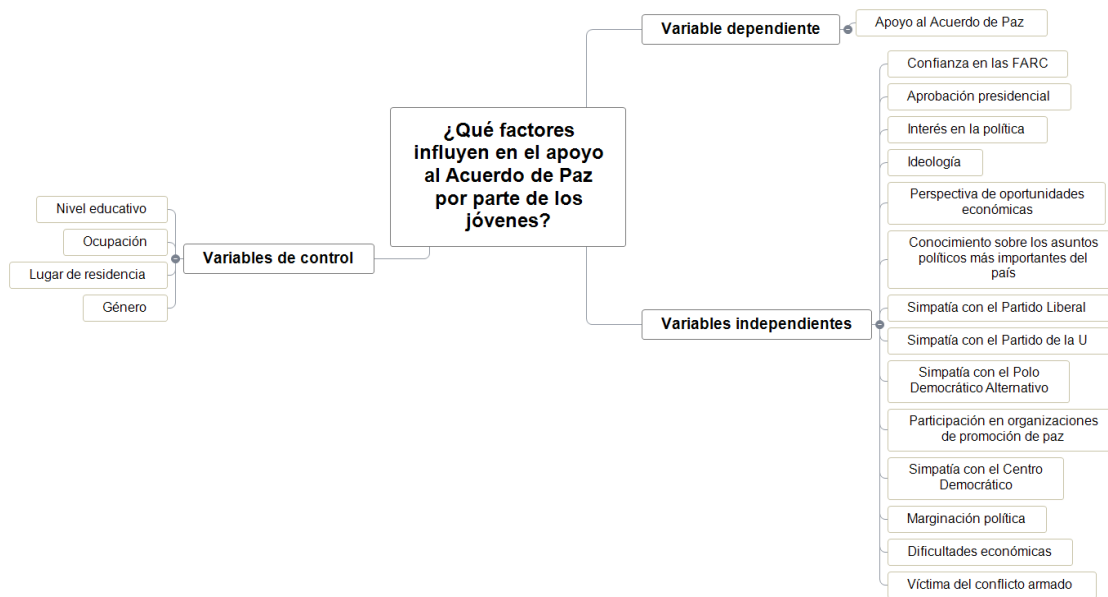 ¿Qué factores
influyen en el apoyo
al Acuerdo de Paz
por parte de los
jóvenes?
Variable dependiente
Apoyo al Acuerdo de Paz
Variables independientes
Confianza en las FARC
Aprobación presidencial
Interés en la política
Ideología
Perspectiva de oportunidades
económicas
Conocimiento sobre los asuntos
políticos más importantes del
país
Simpatía con el Partido Liberal
Simpatía con el Partido de la U
Simpatía con el Polo
Democrático Alternativo
Participación en organizaciones
de promoción de paz
Simpatía con el Centro
Democrático
Marginación política
Dificultades económicas
Víctima del conflicto armado
Variables de control
Nivel educativo
Ocupación
Lugar de residencia
Género